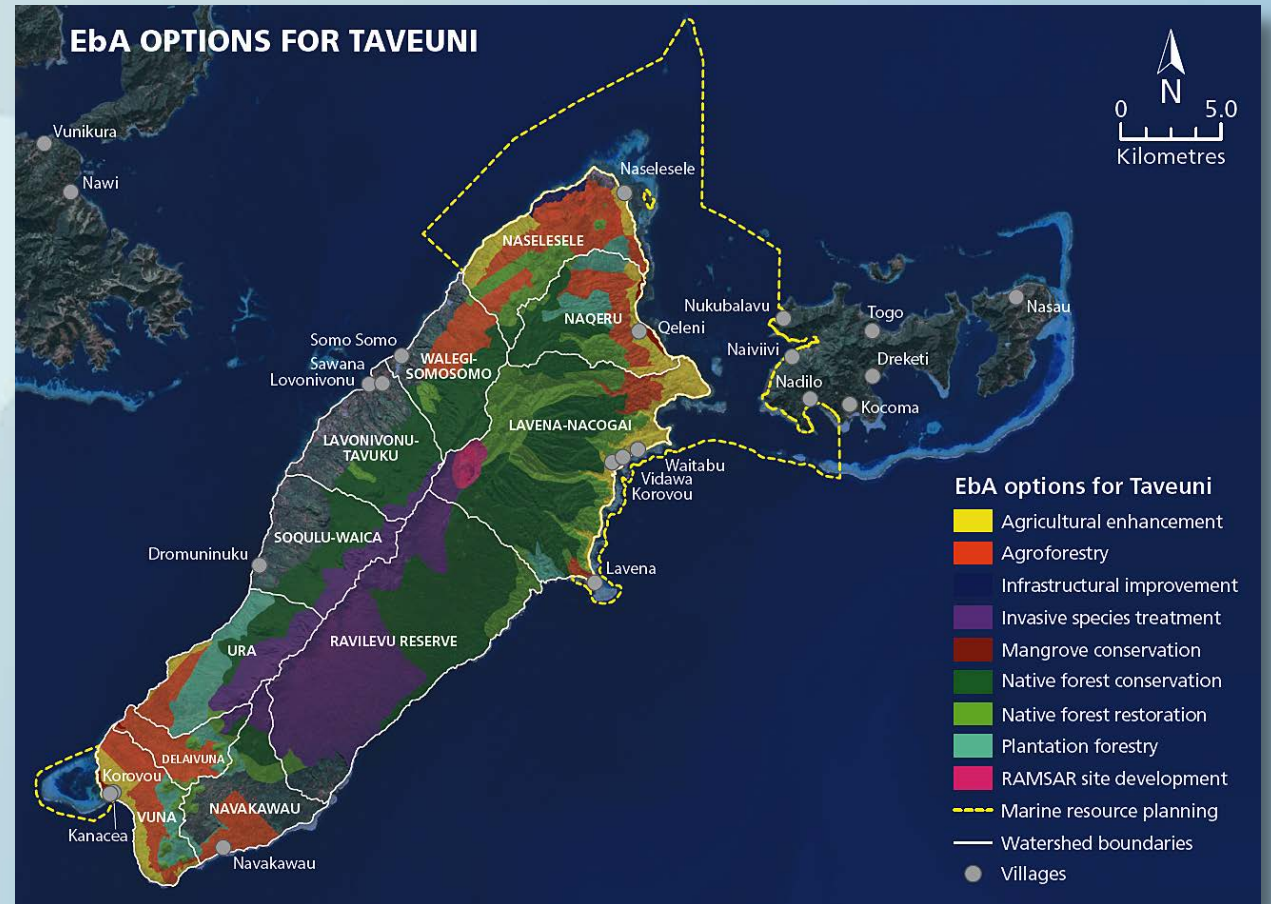 EbA OPTIONS FOR TAVEUNI
N
0 5.0
Kilometres
Vunikura
Nawi
Naselesele
NASELESELE
Nukubalavu
Togo
Nasau
NAQERU
Qeleni
Somo Somo
Sawana
Lovonivonu
WALEGI-
SOMOSOMO
Naiviivi
Dreketi
Nadilo
Kocoma
LAVENA-NACOGAI
LAVONIVONU-
TAVUKU
Waitabu
Vidawa
Korovou
SOQULU-WAICA
Dromuninuku
Lavena
URA
RAVILEVU RESERVE
DELAIVUNA
Korovou
VUNA
NAVAKAWAU
Kanacea
Navakawau
EbA options for Taveuni
Agricultural enhancement
Agroforestry
Infrastructural improvement
Invasive species treatment
Mangrove conservation
Native forest conservation
Native forest restoration
Plantation forestry
RAMSAR site development
Marine resource planning
Watershed boundaries
Villages